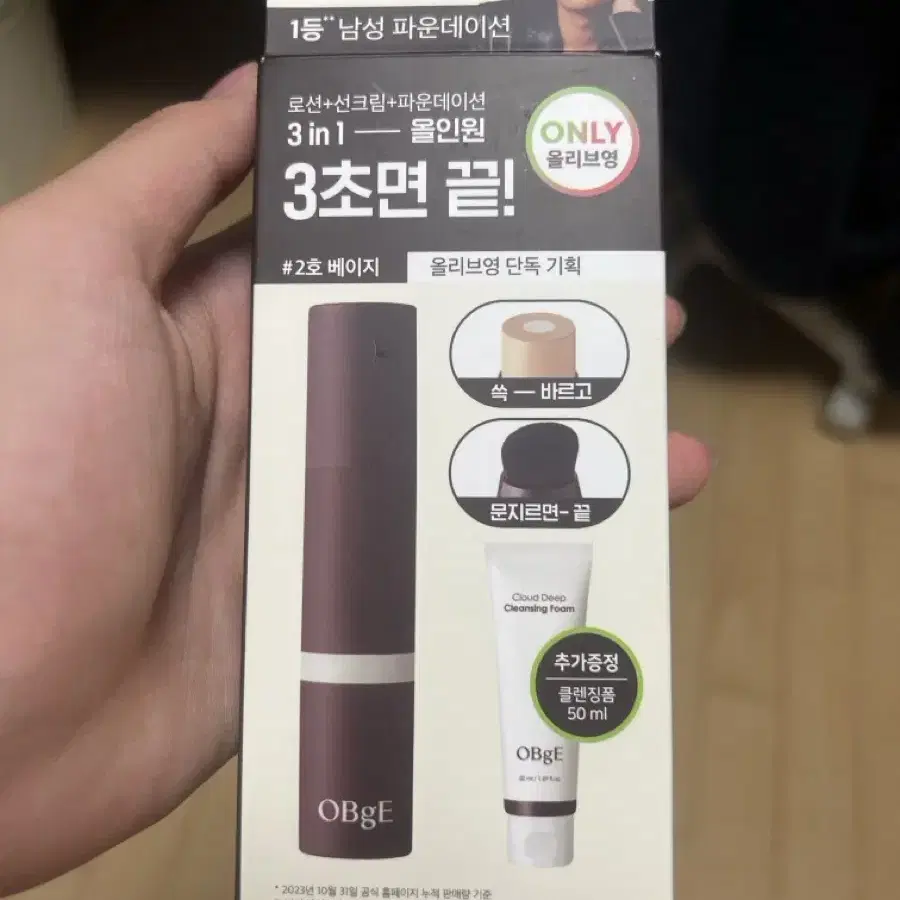 1등** 남성 파운데이션
로션+선크림+파운데이션
3 in 1 — 올인원
3초면 끝!
ONLY
올리브영
#2호 베이지
올리브영 단독 기획
쓱 — 바르고
문지르면- 끝
Cloud Deep
Cleansing Foam
추가증정
클렌징폼
50 ml
OBgE
OBgE
* 2023년 10월 31일 공식 홈페이지 누적 판매량 기준